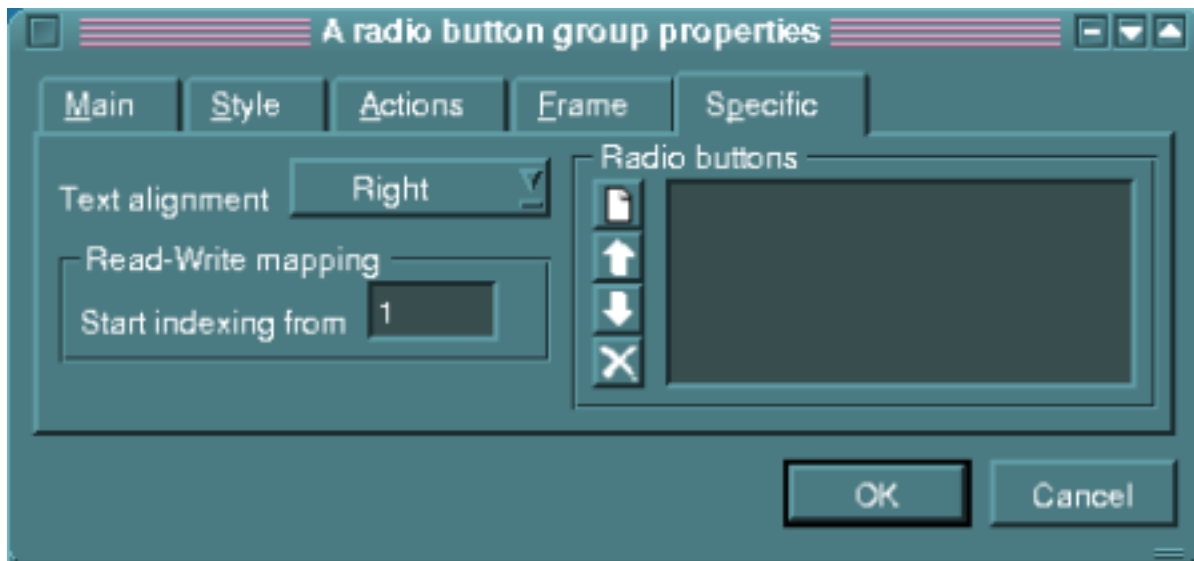 A radio button group properties
Main Style Actions Frame Specific
Text alignment Right
Read-Write mapping
Start indexing from 1
Radio buttons
OK Cancel